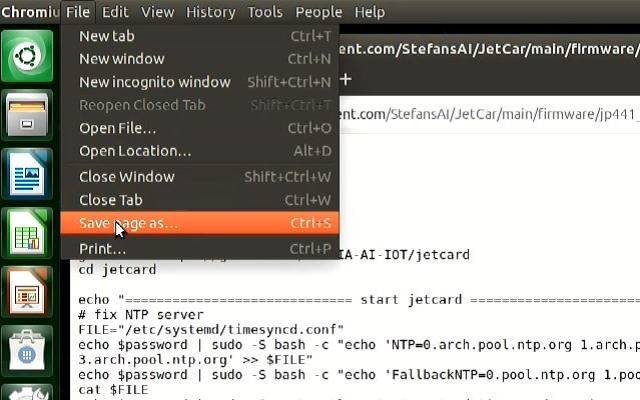 File Edit View History Tools People Help
New tab Ctrl+T
New window Ctrl+N
New incognito window Shift+Ctrl+N
Reopen Closed Tab Shift+Ctrl+T
Open File... Ctrl+O
Open Location... Alt+D
Close Window Shift+Ctrl+W
Close Tab Ctrl+W
Save page as... Ctrl+S
Print... Ctrl+P
ent.com/StefansAI/JetCar/main/firmware/
ent.com/StefansAI/JetCar/main/firmware/jp441_
IA-AI-IOT/jetcard
cd jetcard
echo "========================== start jetcard ====================
# fix NTP server
FILE="/etc/systemd/timesyncd.conf"
echo $password | sudo -S bash -c "echo 'NTP=0.arch.pool.ntp.org 1.arch.p
3.arch.pool.ntp.org' >> $FILE"
echo $password | sudo -S bash -c "echo 'FallbackNTP=0.pool.ntp.org 1.poo
cat $FILE